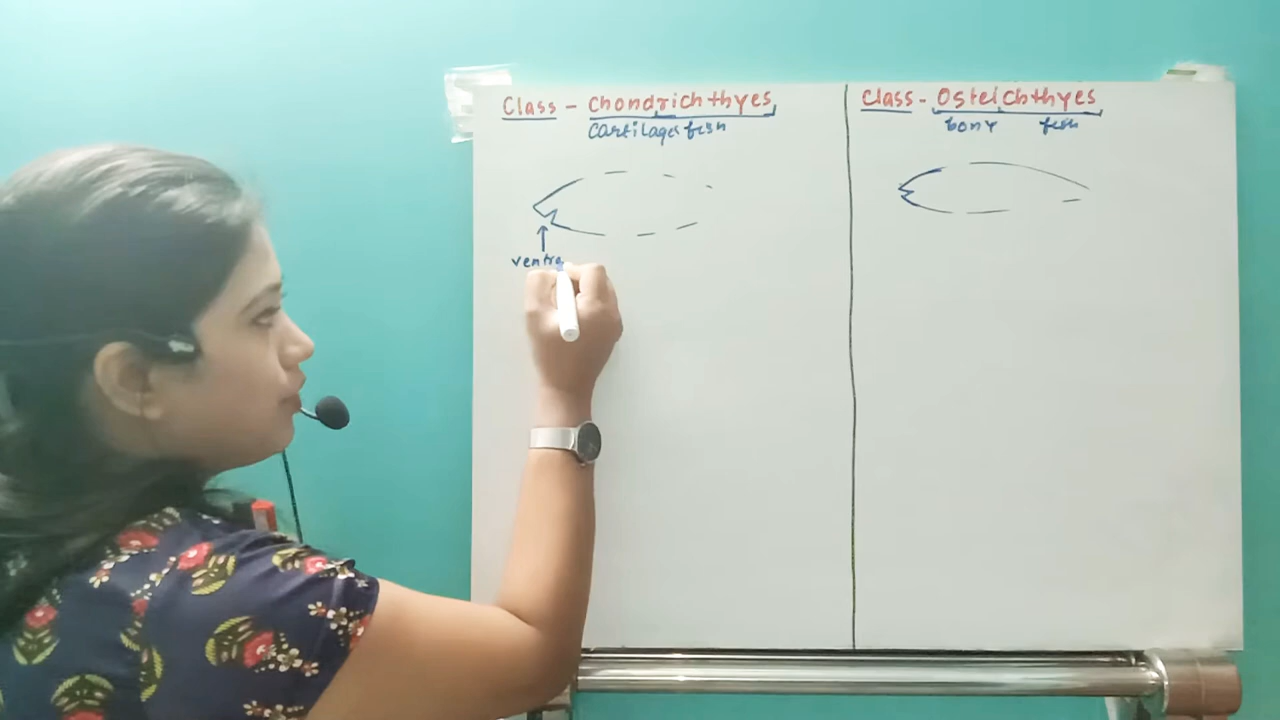 Class - Chondrichthyes
Cartilage fish
ventra
Class - Osteichthyes
bony fish